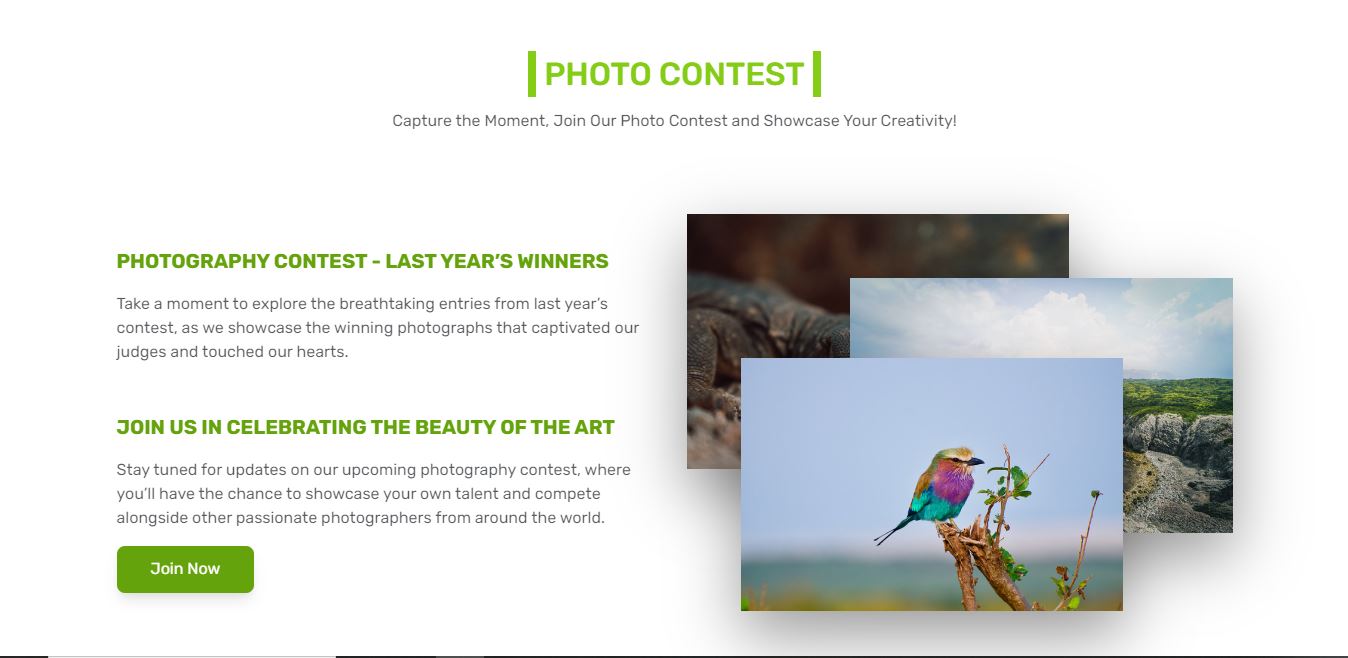 PHOTO CONTEST
Capture the Moment, Join Our Photo Contest and Showcase Your Creativity!
PHOTOGRAPHY CONTEST - LAST YEAR’S WINNERS
Take a moment to explore the breathtaking entries from last year’s
contest, as we showcase the winning photographs that captivated our
judges and touched our hearts.
JOIN US IN CELEBRATING THE BEAUTY OF THE ART
Stay tuned for updates on our upcoming photography contest, where
you’ll have the chance to showcase your own talent and compete
alongside other passionate photographers from around the world.
Join Now